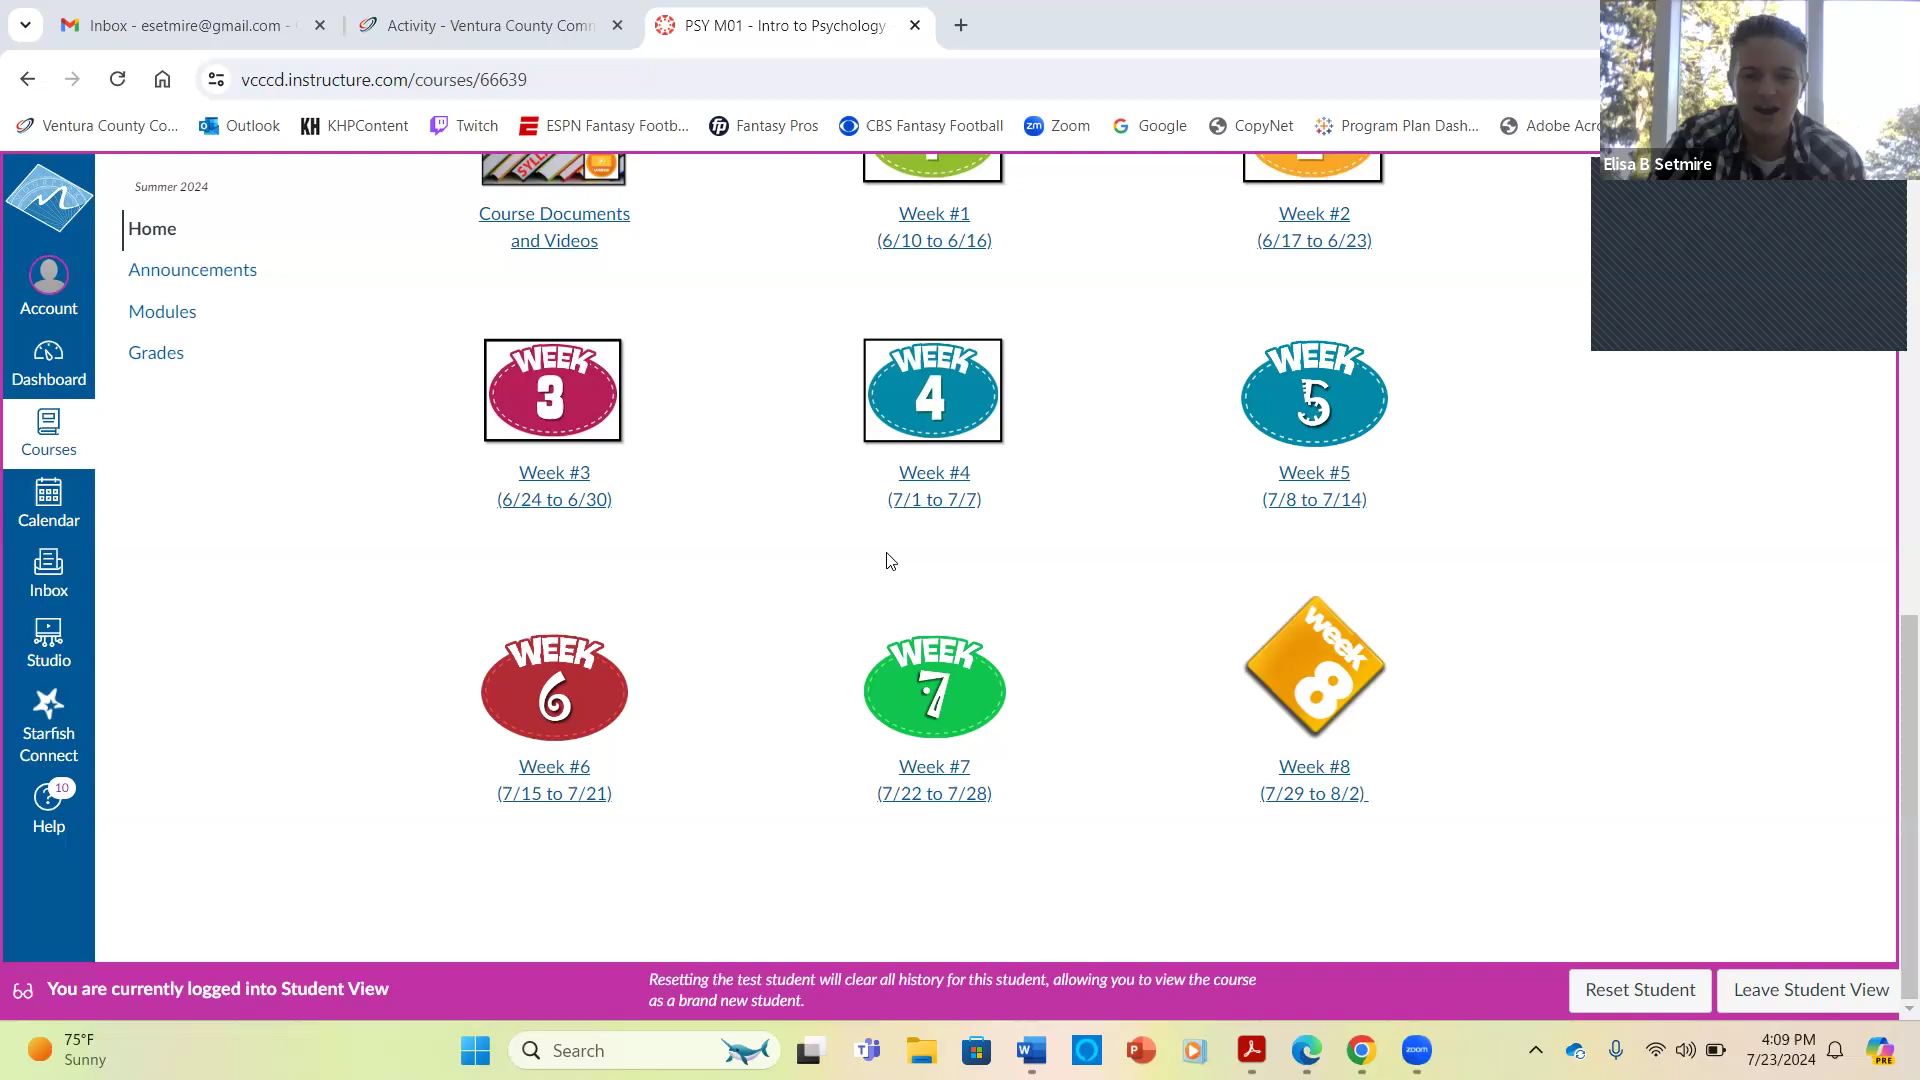 Inbox - esetmire@gmail.com -
Activity - Ventura County Comm
PSY M01 - Intro to Psychology
vcccd.instructure.com/courses/66639
Ventura County Co...
Outlook
KH KHPContent
Twitch
ESPN Fantasy Footb...
fp Fantasy Pros
CBS Fantasy Football
zm Zoom
Google
CopyNet
Program Plan Dash...
Adobe Acro
Elisa B Setmire
Account
Dashboard
Courses
Calendar
Inbox
Studio
Starfish
Connect
10
Help
Summer 2024
Home
Announcements
Modules
Grades
Course Documents
and Videos
Week #1
(6/10 to 6/16)
Week #2
(6/17 to 6/23)
WEEK
3
Week #3
(6/24 to 6/30)
WEEK
4
Week #4
(7/1 to 7/7)
WEEK
5
Week #5
(7/8 to 7/14)
WEEK
6
Week #6
(7/15 to 7/21)
WEEK
7
Week #7
(7/22 to 7/28)
week
8
Week #8
(7/29 to 8/2)
You are currently logged into Student View
Resetting the test student will clear all history for this student, allowing you to view the course
as a brand new student.
Reset Student
Leave Student View
75°F
Sunny
Search
zoom
4:09 PM
7/23/2024
PRE